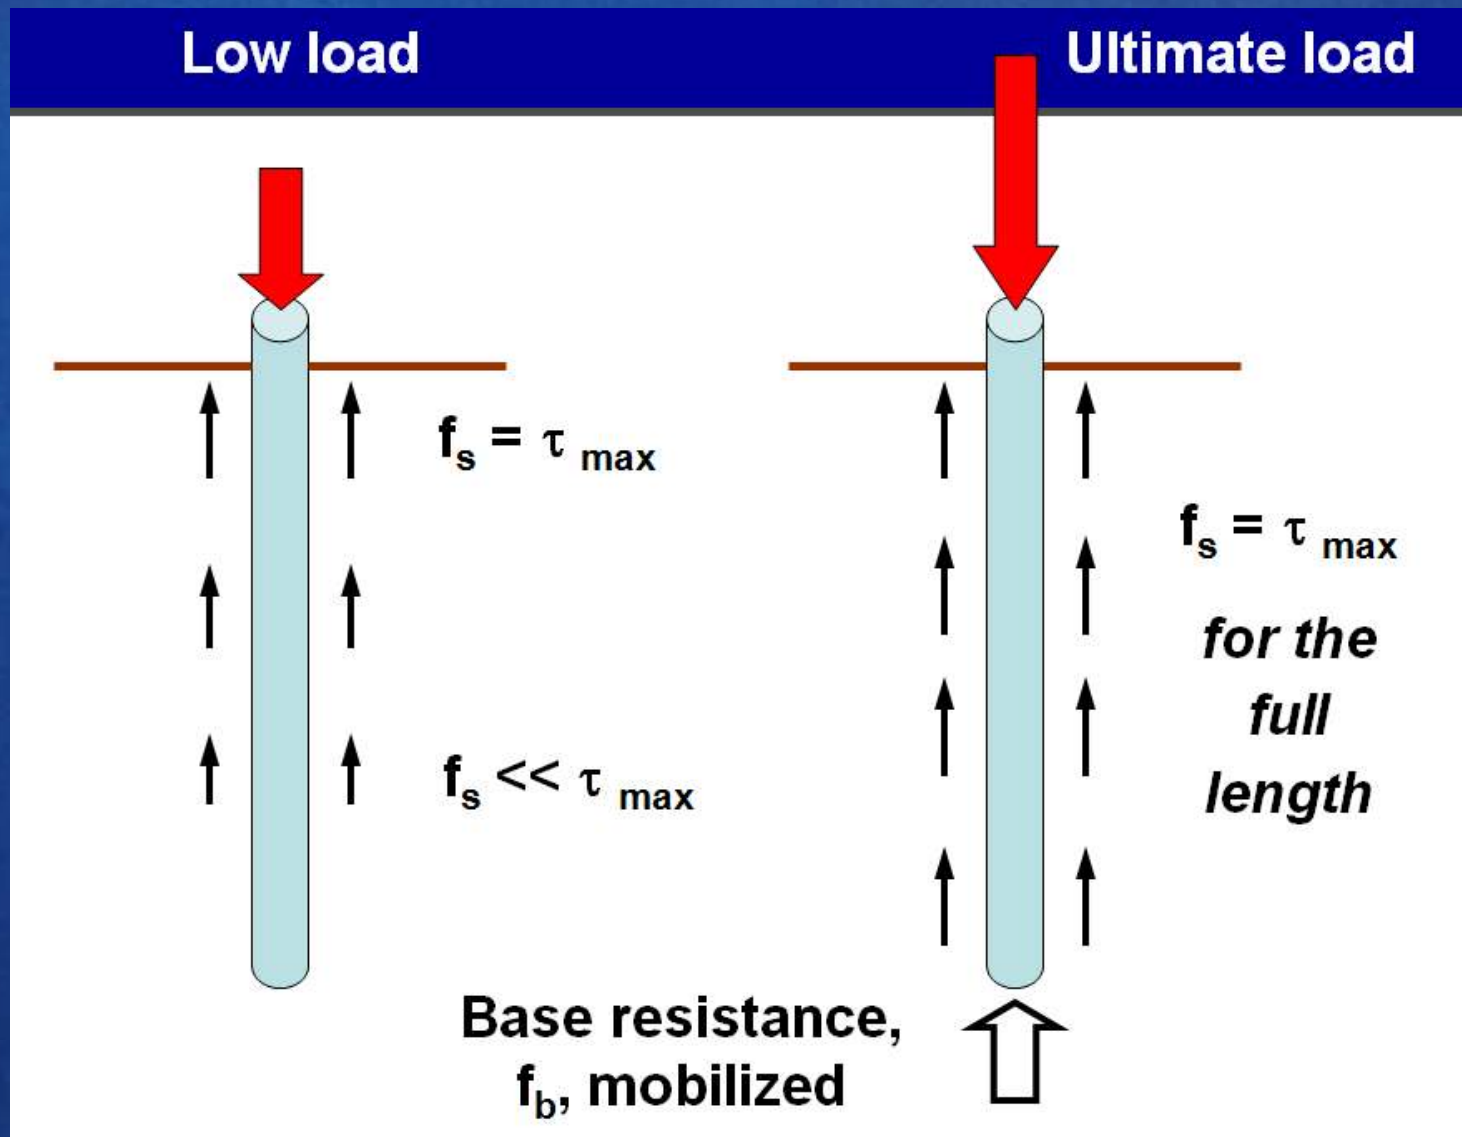 Low load
Ultimate load
fs = τ max
fs << τ max
fs = τ max
for the
full
length
Base resistance,
fb, mobilized